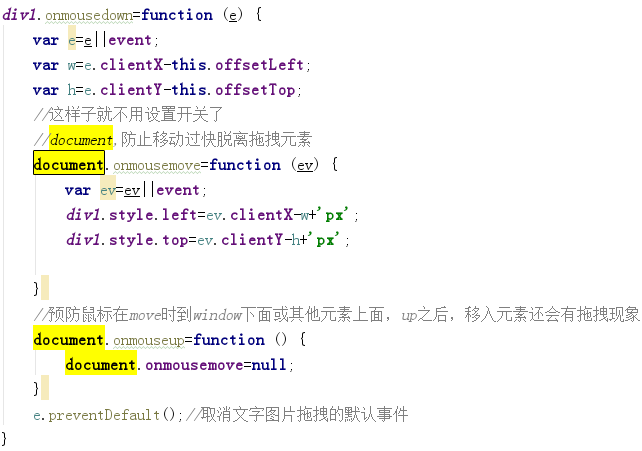 div1.onmousedown=function (e) {
var e=e||event;
var w=e.clientX-this.offsetLeft;
var h=e.clientY-this.offsetTop;
//这样子就不用设置开关了
//document,防止移动过快脱离拖拽元素
document.onmousemove=function (ev) {
var ev=ev||event;
div1.style.left=ev.clientX-w+'px';
div1.style.top=ev.clientY-h+'px';
}
//预防鼠标在move时到window下面或其他元素上面，up之后，移入元素还会有拖拽现象
document.onmouseup=function () {
document.onmousemove=null;
}
e.preventDefault();//取消文字图片拖拽的默认事件
}